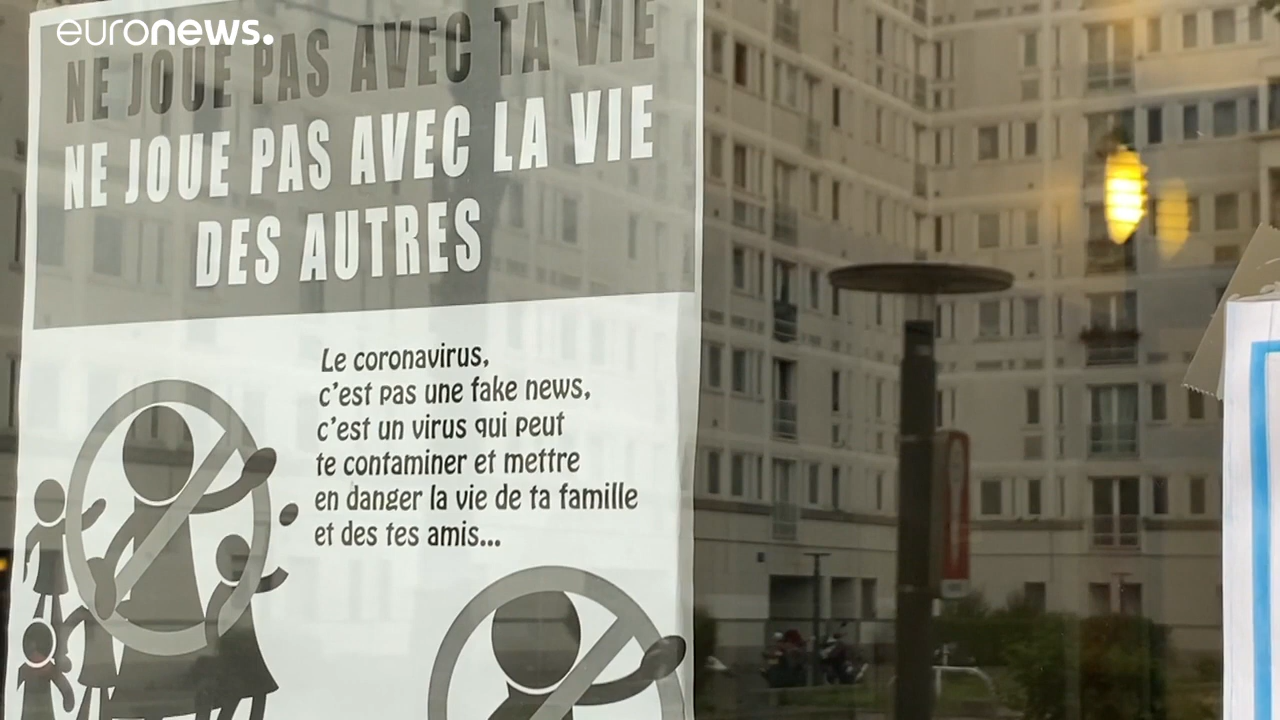 euronews.
NE JOUE PAS AVEC TA VIE
NE JOUE PAS AVEC LA VIE
DES AUTRES
Le coronavirus,
c'est pas une fake news,
c'est un virus qui peut
te contaminer et mettre
en danger la vie de ta famille
et des tes amis...